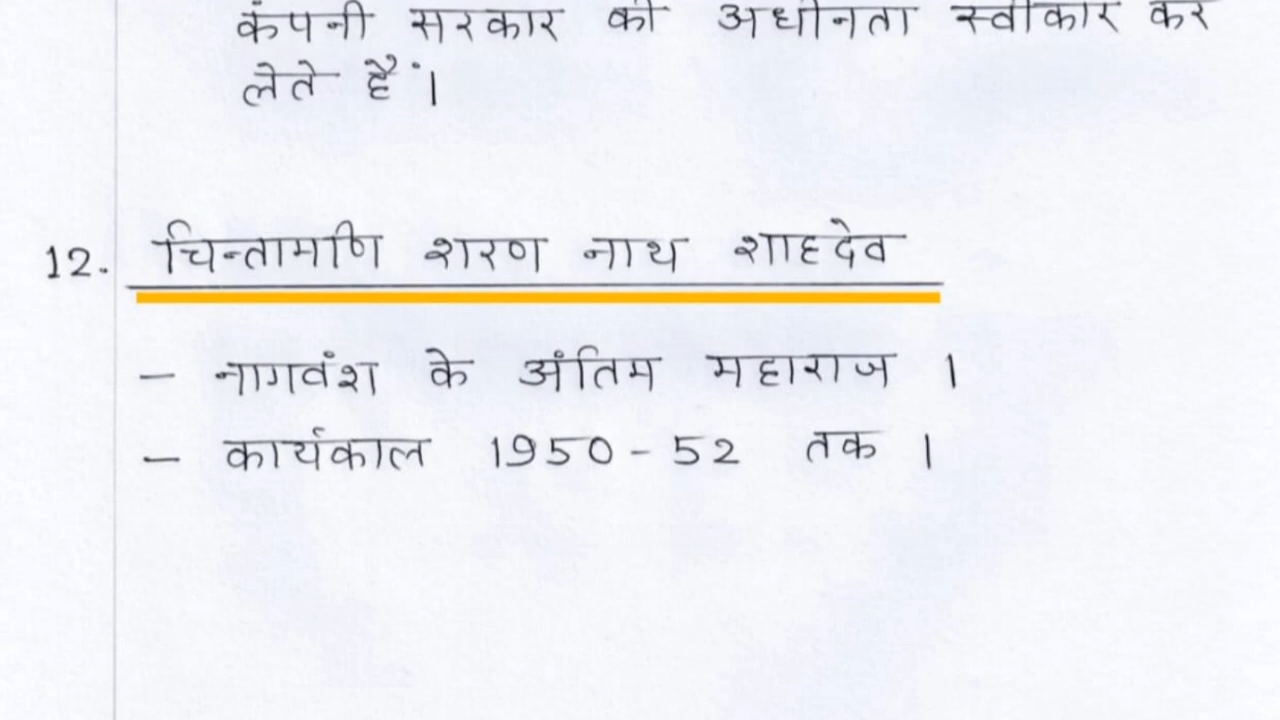 कंपनी सरकार की अधीनता स्वीकार कर
लेते हैं।
12. चिन्तामणि शरण नाथ शाहदेव
– नागवंश के अंतिम महाराज ।
– कार्यकाल 1950-52 तक ।